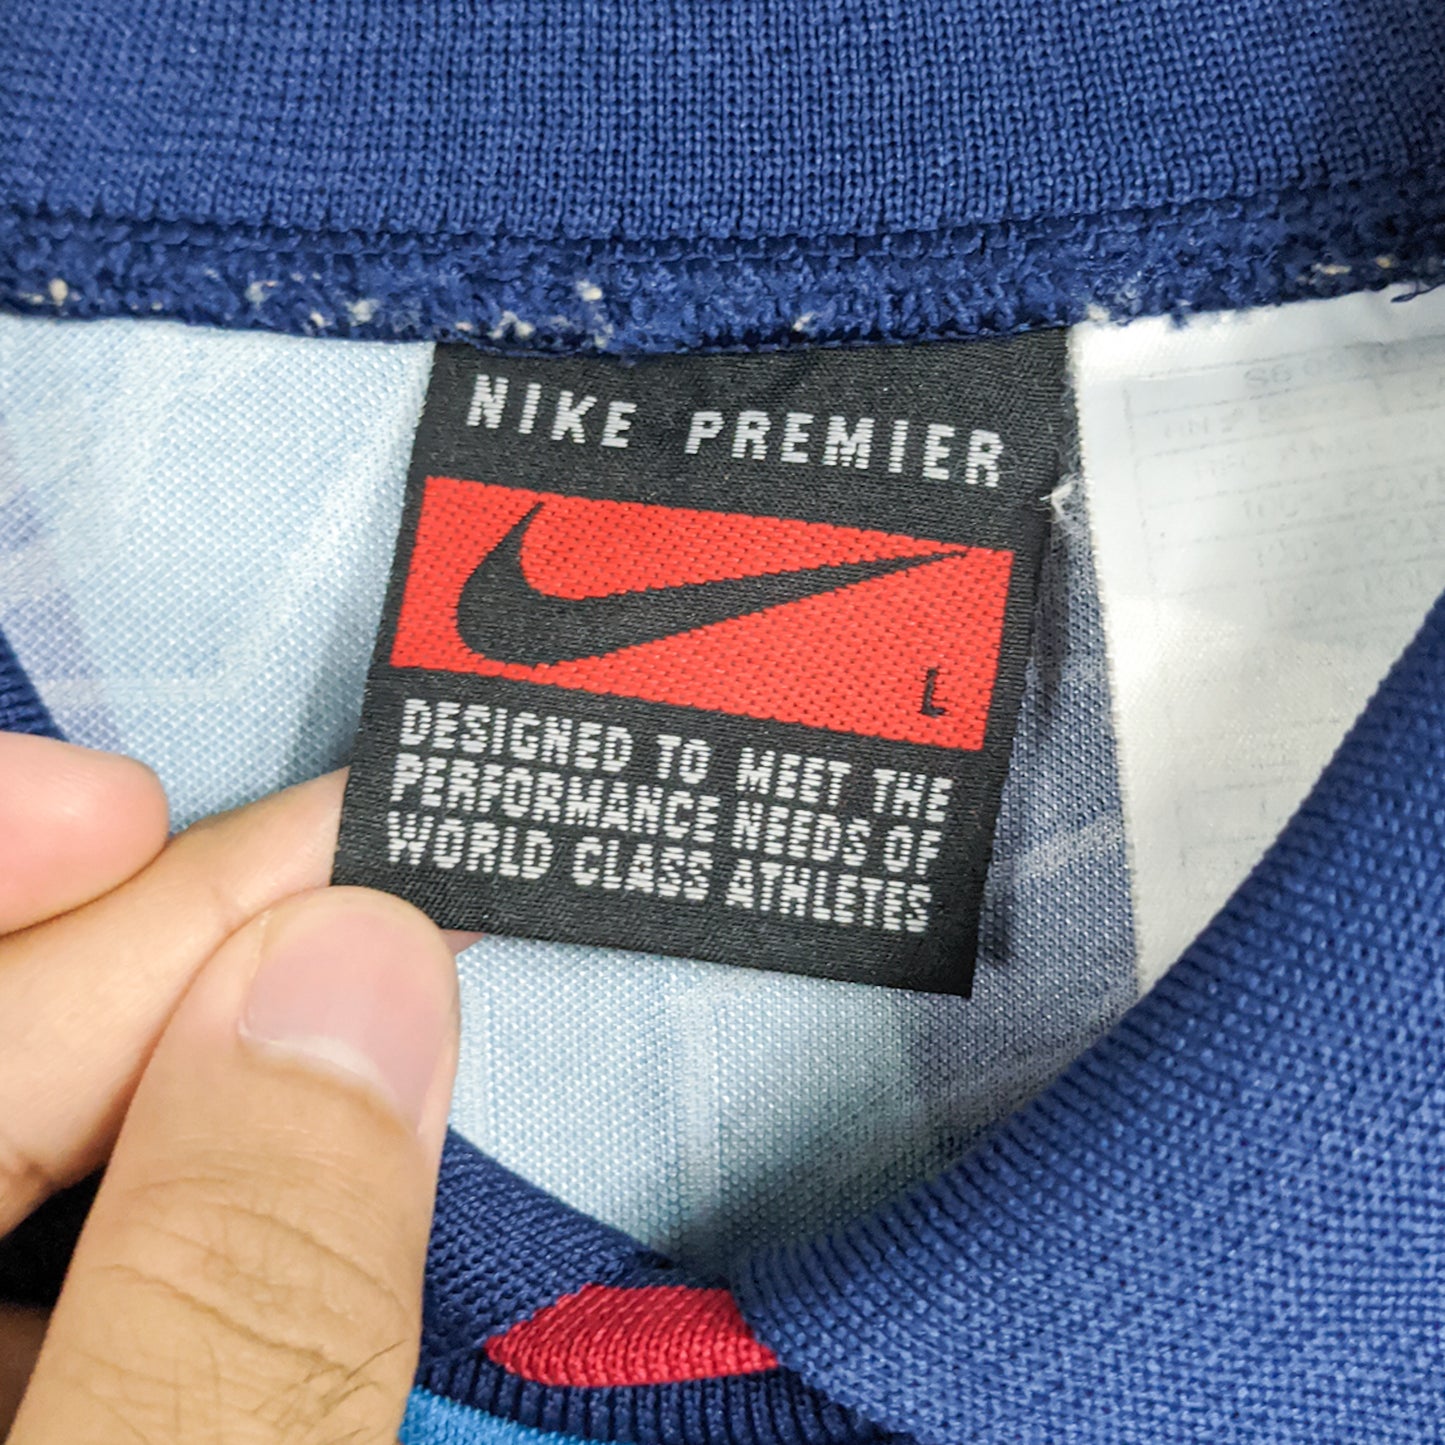 NIKE PREMIER
L
DESIGNED TO MEET THE
PERFORMANCE NEEDS OF
WORLD CLASS ATHLETES